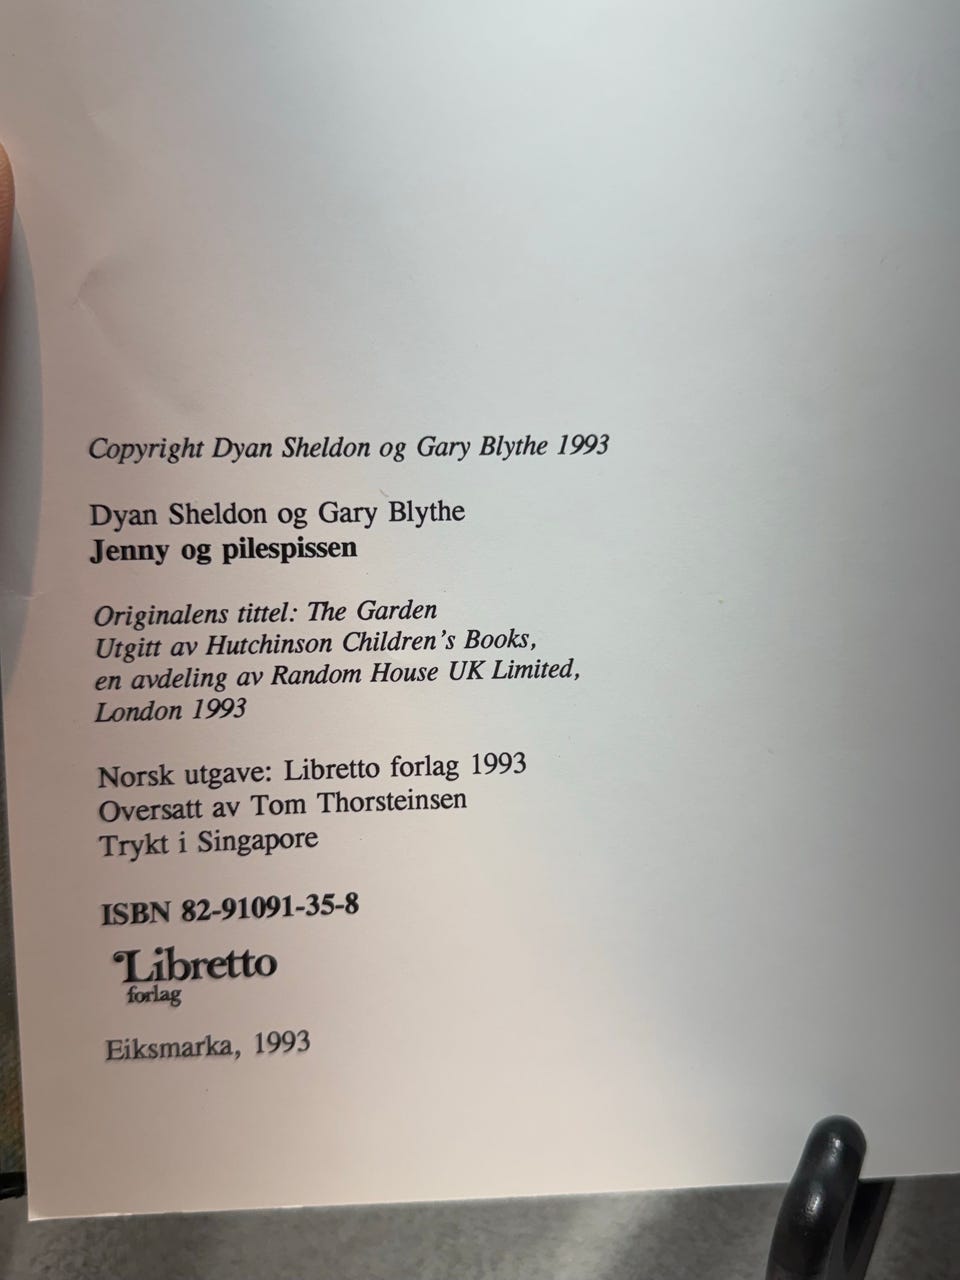 Copyright Dyan Sheldon og Gary Blythe 1993
Dyan Sheldon og Gary Blythe
Jenny og pilespissen
Originalens tittel: The Garden
Utgitt av Hutchinson Children's Books,
en avdeling av Random House UK Limited,
London 1993
Norsk utgave: Libretto forlag 1993
Oversatt av Tom Thorsteinsen
Trykt i Singapore
ISBN 82-91091-35-8
Libretto
forlag
Eiksmarka, 1993